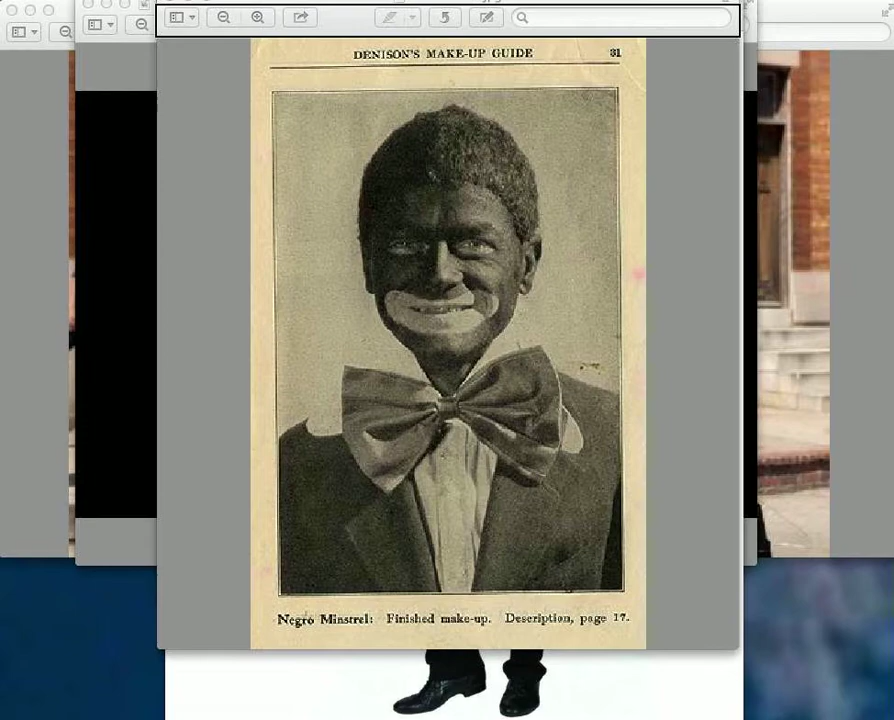 DENISON'S MAKE-UP GUIDE 31
Negro Minstrel: Finished make-up. Description, page 17.